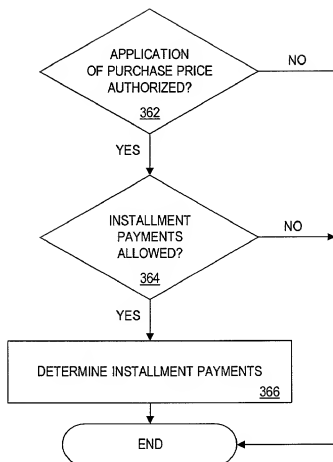 APPLICATION
OF PURCHASE PRICE
AUTHORIZED?
362
NO
YES
INSTALLMENT
PAYMENTS
ALLOWED?
364
NO
YES
DETERMINE INSTALLMENT PAYMENTS
366
END